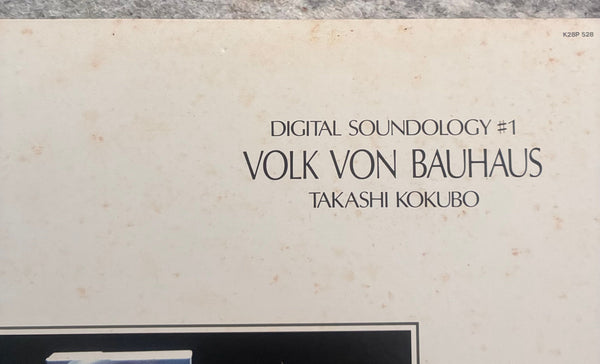 K28P 528
DIGITAL SOUNDOLOGY #1
VOLK VON BAUHAUS
TAKASHI KOKUBO